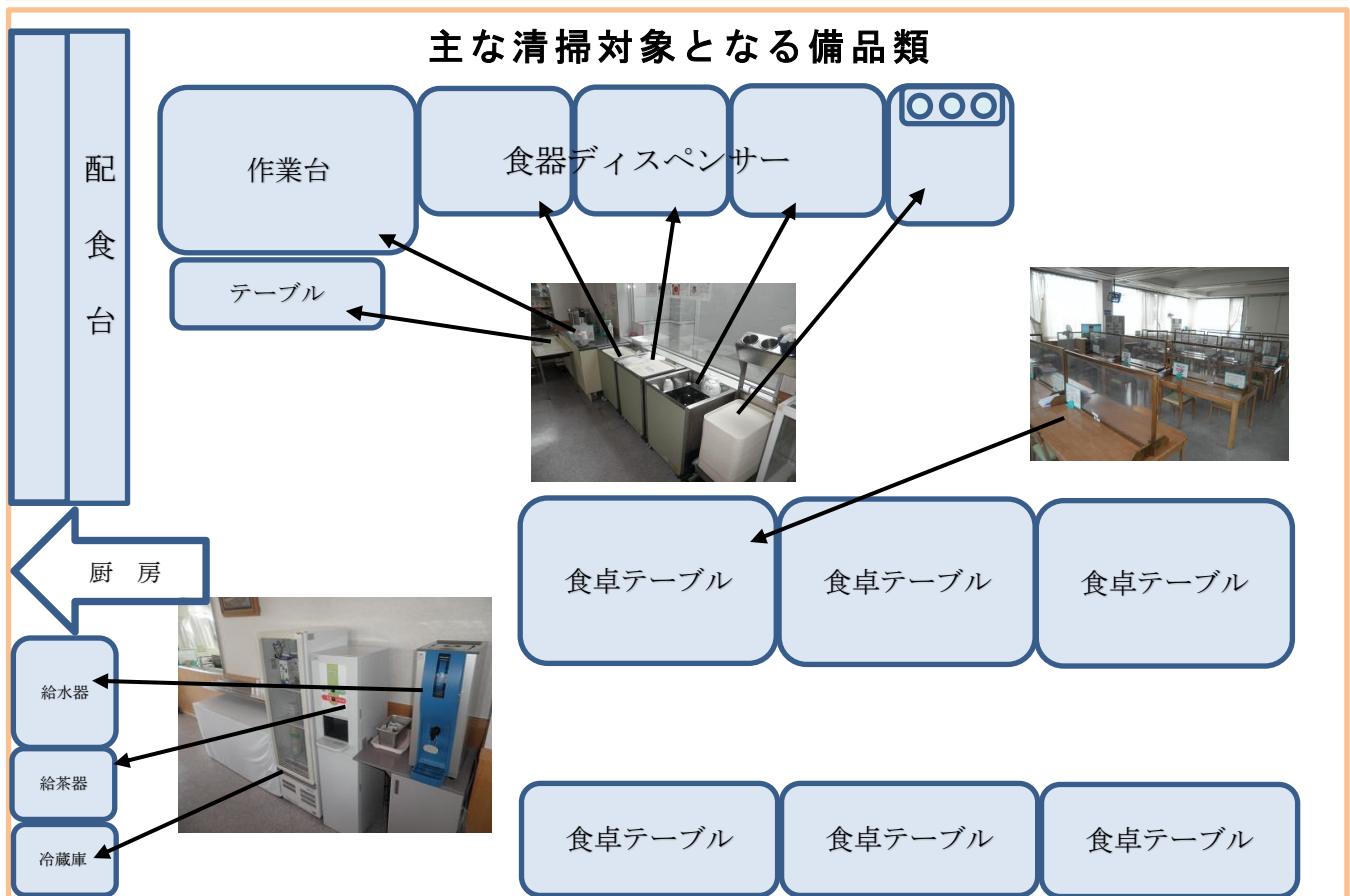 主な清掃対象となる備品類
配食台
作業台
食器ディスペンサー
テーブル
厨　房
食卓テーブル
食卓テーブル
食卓テーブル
給水器
給茶器
冷蔵庫
食卓テーブル
食卓テーブル
食卓テーブル